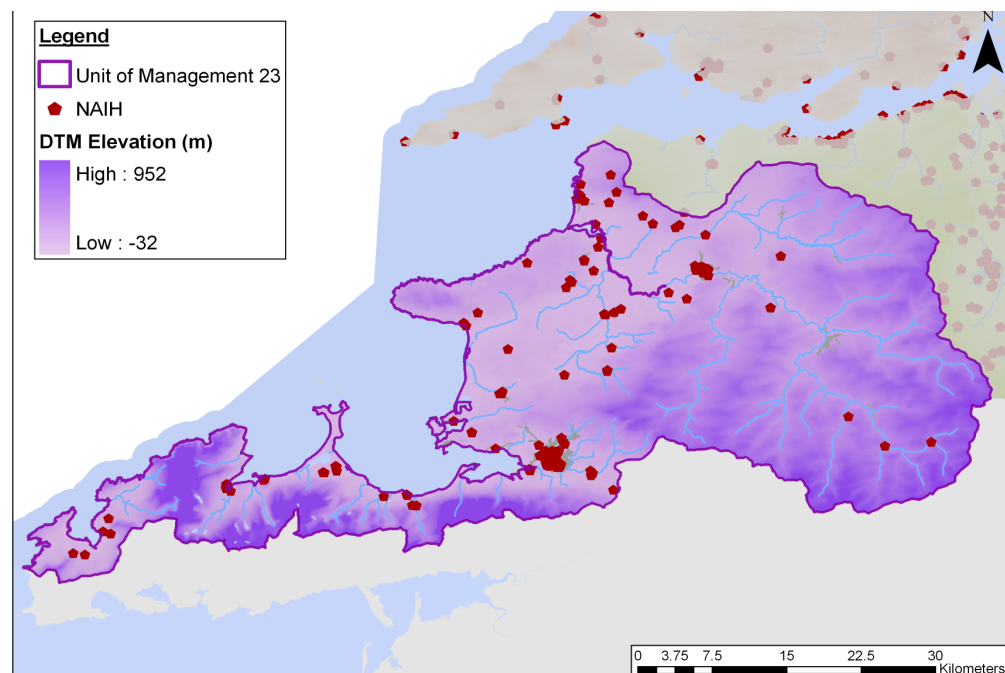 Legend
Unit of Management 23
NAIH
DTM Elevation (m)
High : 952
Low : -32
N
0 3.75 7.5 15 22.5 30
Kilometers